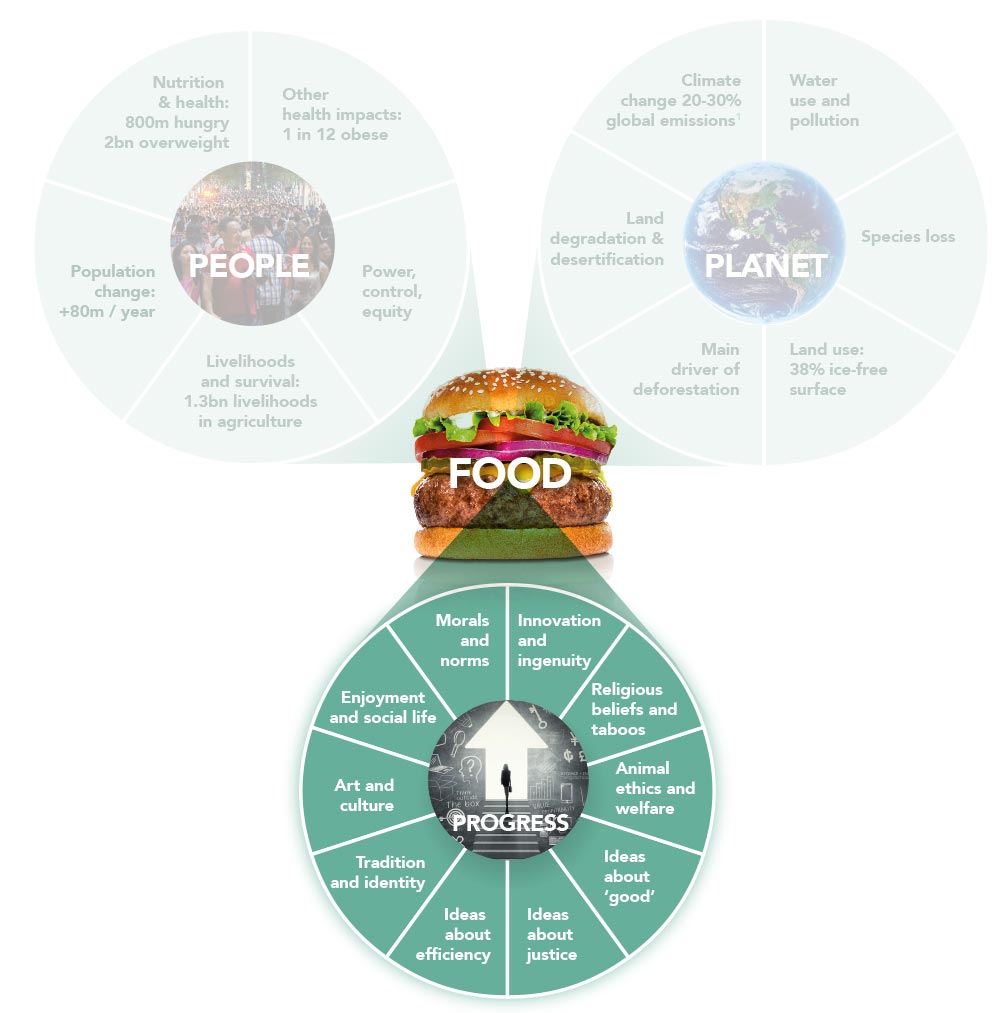 Nutrition
& health:
800m hungry
2bn overweight
Other
health impacts:
1 in 12 obese
Population
change:
+80m / year
PEOPLE
Power,
control,
equity
Livelihoods
and survival:
1.3bn livelihoods
in agriculture
Climate
change 20-30%
global emissions¹
Water
use and
pollution
Land
degradation &
desertification
PLANET
Species loss
Main
driver of
deforestation
Land use:
38% ice-free
surface
FOOD
Morals
and
norms
Innovation
and
ingenuity
Enjoyment
and social life
Religious
beliefs and
taboos
Art and
culture
Animal
ethics and
welfare
The box
VALUE
PROGRESS
Tradition
and identity
Ideas
about
'good'
Ideas
about
efficiency
Ideas
about
justice